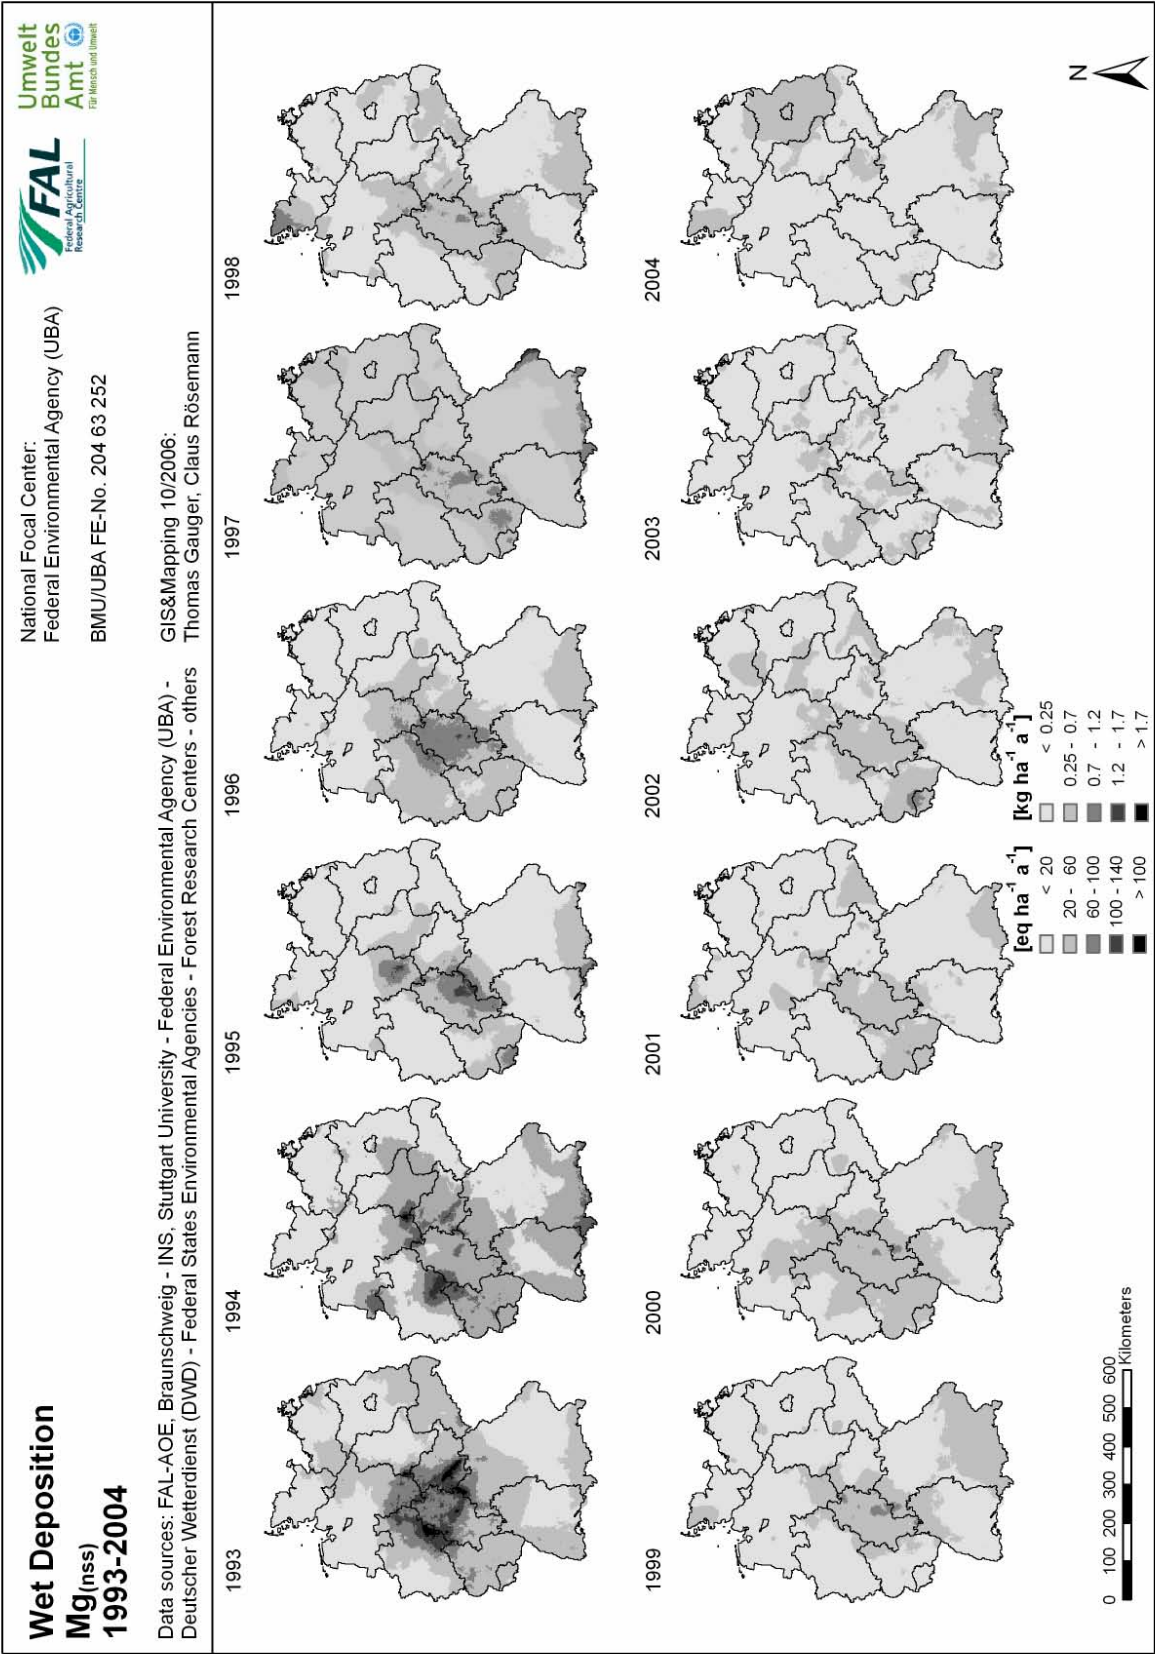 Wet Deposition
Mg(nss)
1993-2004
National Focal Center:
Federal Environmental Agency (UBA)
BMU/UBA FE-No. 204 63 252
FAL
Federal Agricultural
Research Centre
Umwelt
Bundes
Amt
Für Mensch und Umwelt
Data sources: FAL-AOE, Braunschweig - INS, Stuttgart University - Federal Environmental Agency (UBA) -
Deutscher Wetterdienst (DWD) - Federal States Environmental Agencies - Forest Research Centers - others
GIS&Mapping 10/2006:
Thomas Gauger, Claus Rösemann
1993
1994
1995
1996
1997
1998
1999
2000
2001
2002
2003
2004
[eq ha-1 a-1]
< 20
20 - 60
60 - 100
100 - 140
> 100
[kg ha-1 a-1]
< 0.25
0.25 - 0.7
0.7 - 1.2
1.2 - 1.7
> 1.7
0 100 200 300 400 500 600
Kilometers
N